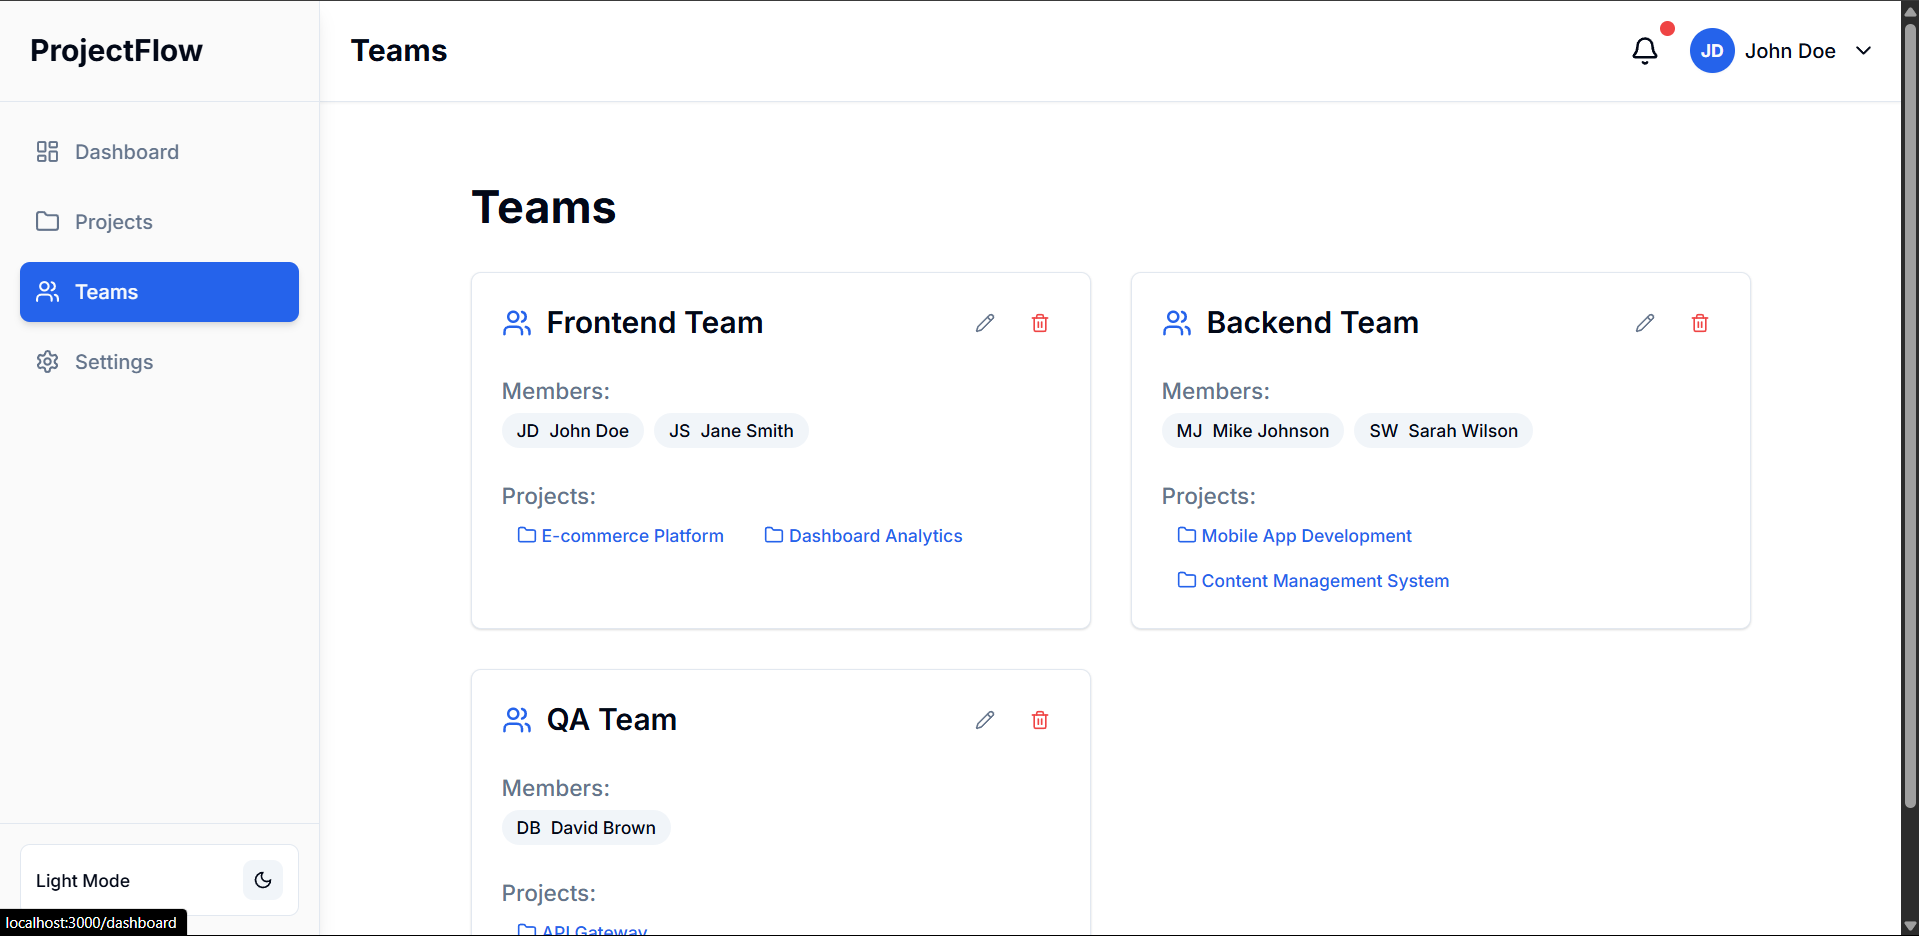 ProjectFlow
Teams
JD John Doe
Dashboard
Projects
Teams
Settings
Teams
Frontend Team
Members:
JD John Doe JS Jane Smith
Projects:
E-commerce Platform Dashboard Analytics
Backend Team
Members:
MJ Mike Johnson SW Sarah Wilson
Projects:
Mobile App Development
Content Management System
QA Team
Members:
DB David Brown
Projects:
API Gateway
Light Mode
localhost:3000/dashboard